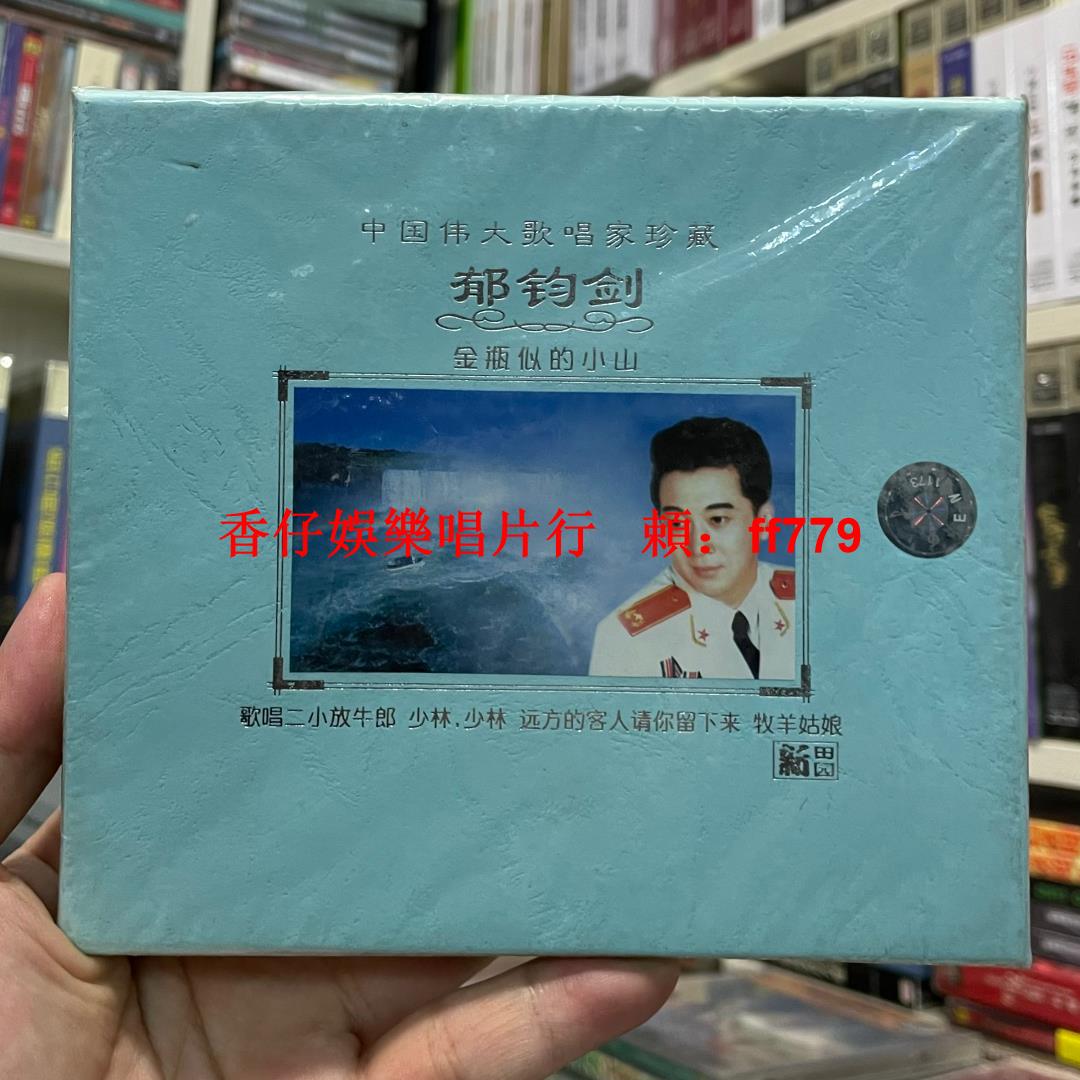 中国伟大歌唱家珍藏
郁钧剑
金瓶似的小山
香仔娛樂唱片行 賴：ff779
1173
EN
歌唱二小放牛郎 少林.少林 远方的客人请你留下来 牧羊姑娘
新田园